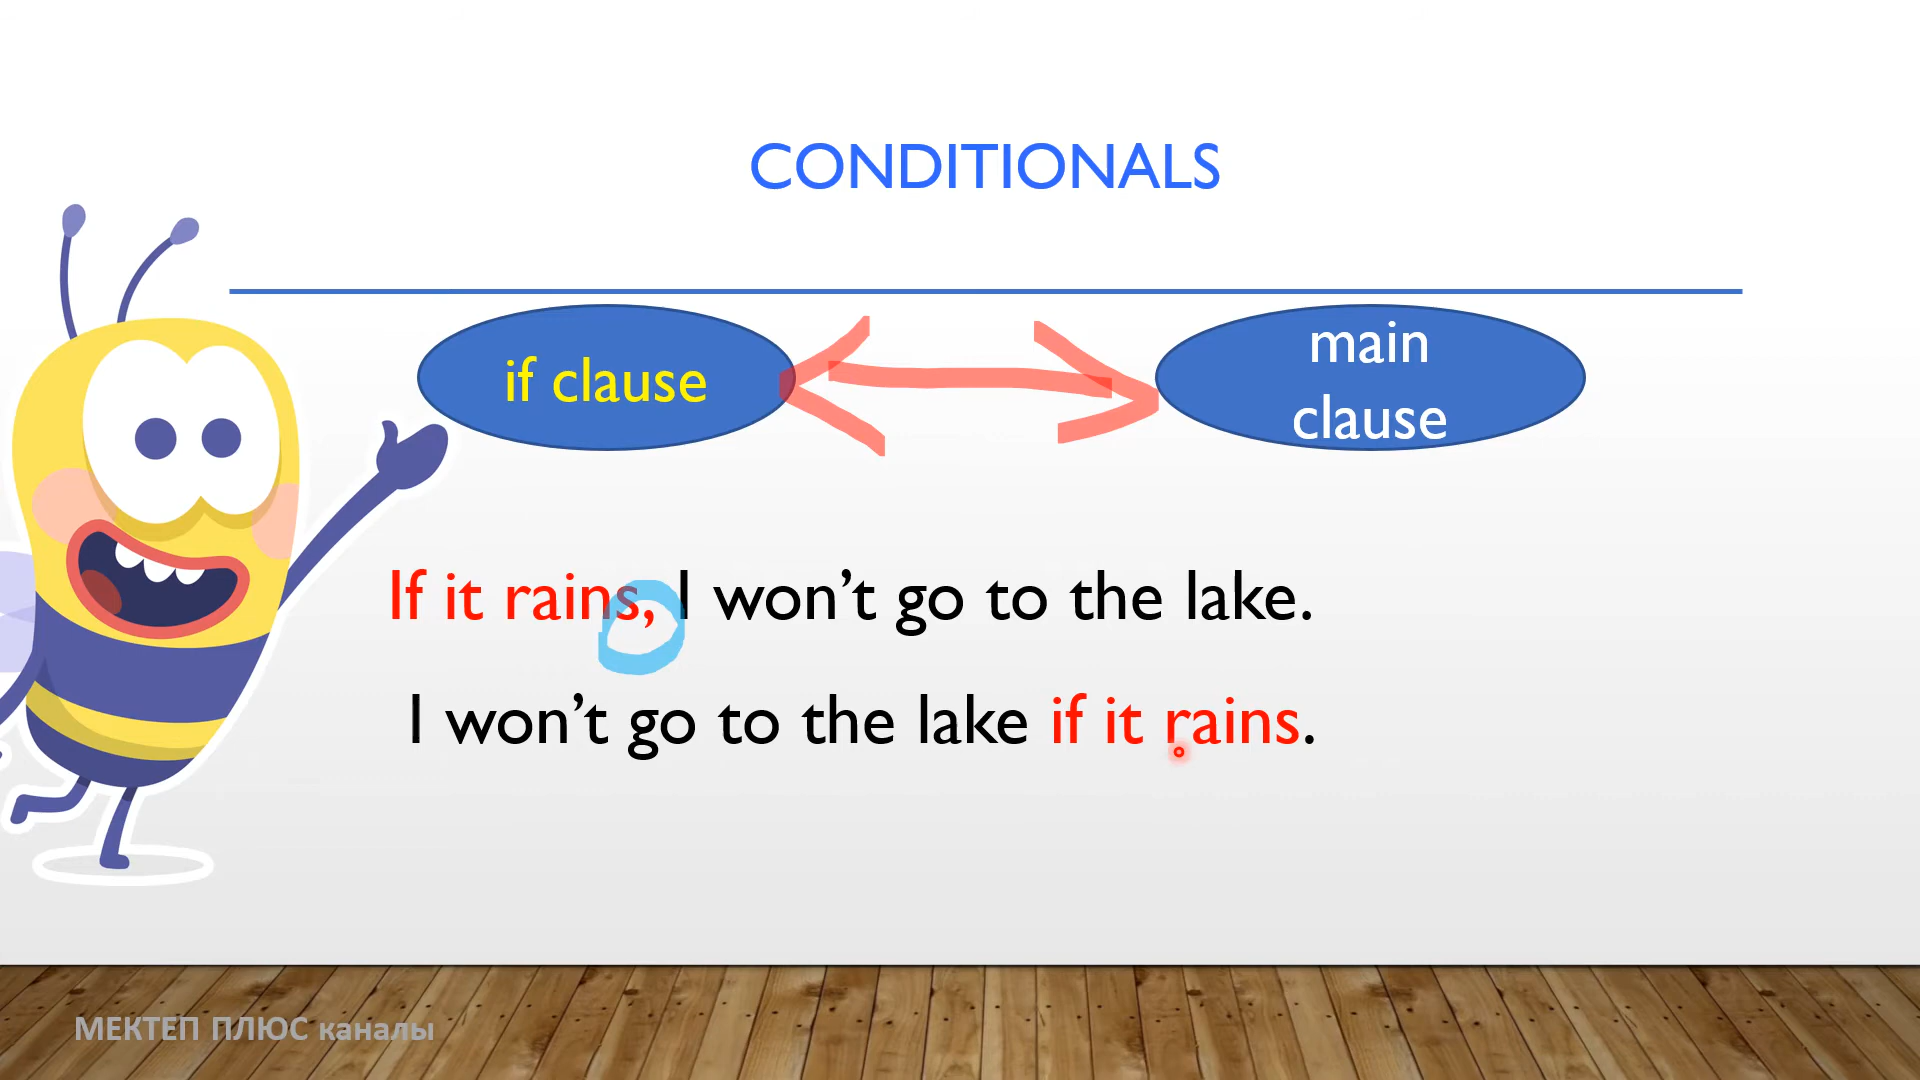 CONDITIONALS
if clause
main
clause
If it rains, I won’t go to the lake.
I won’t go to the lake if it rains.
МЕКТЕП ПЛЮС каналы